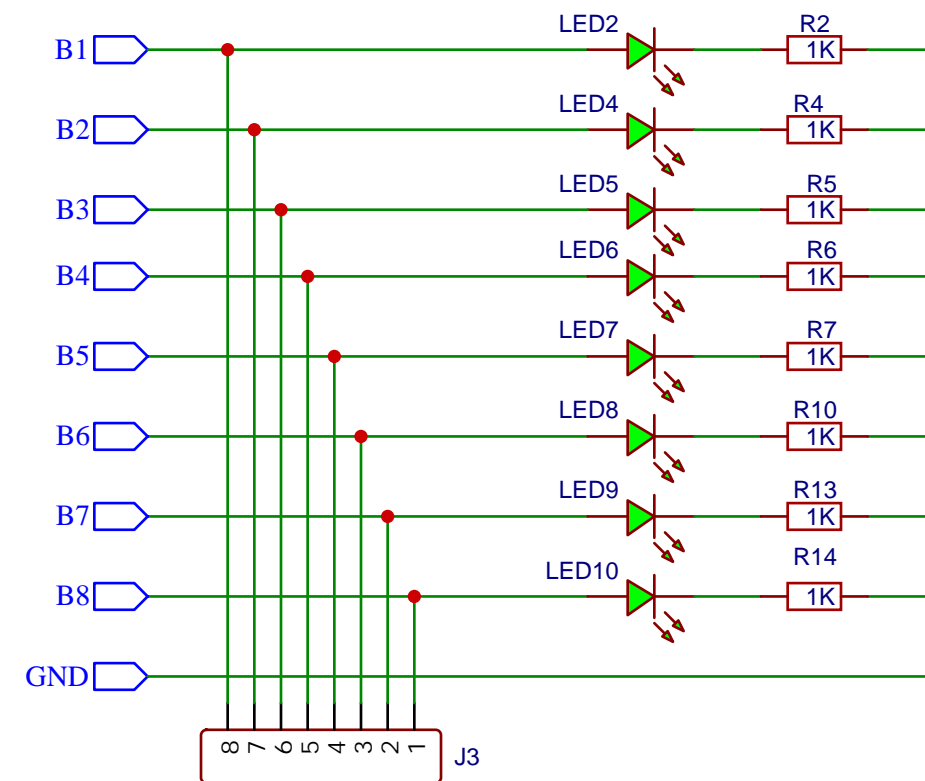 LED2 R2
B1 1K
LED4 R4
B2 1K
LED5 R5
B3 1K
LED6 R6
B4 1K
LED7 R7
B5 1K
LED8 R10
B6 1K
LED9 R13
B7 1K
LED10 R14
B8 1K
GND
8 7 6 5 4 3 2 1 J3